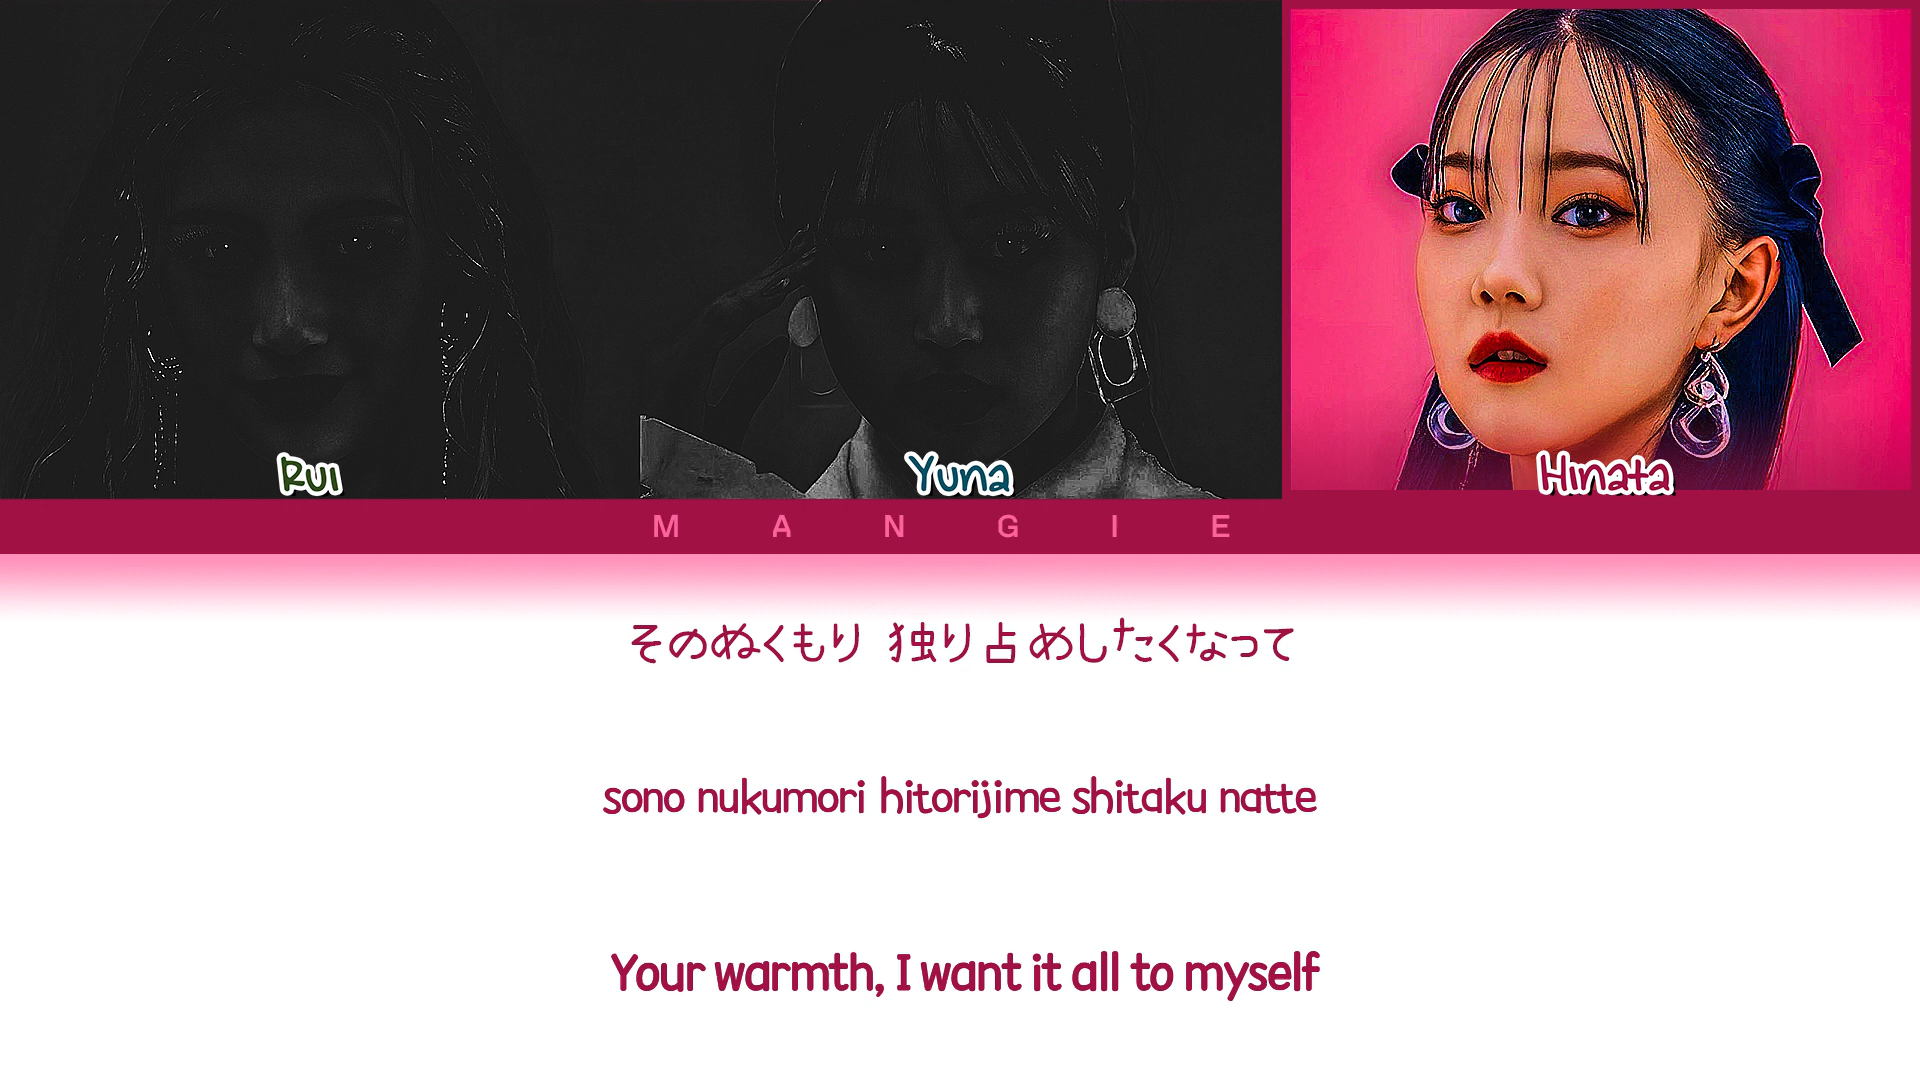 Rui
Yuna
Hinata
MANGIE
そのぬくもり 独り占めしたくなって
sono nukumori hitorijime shitaku natte
Your warmth, I want it all to myself